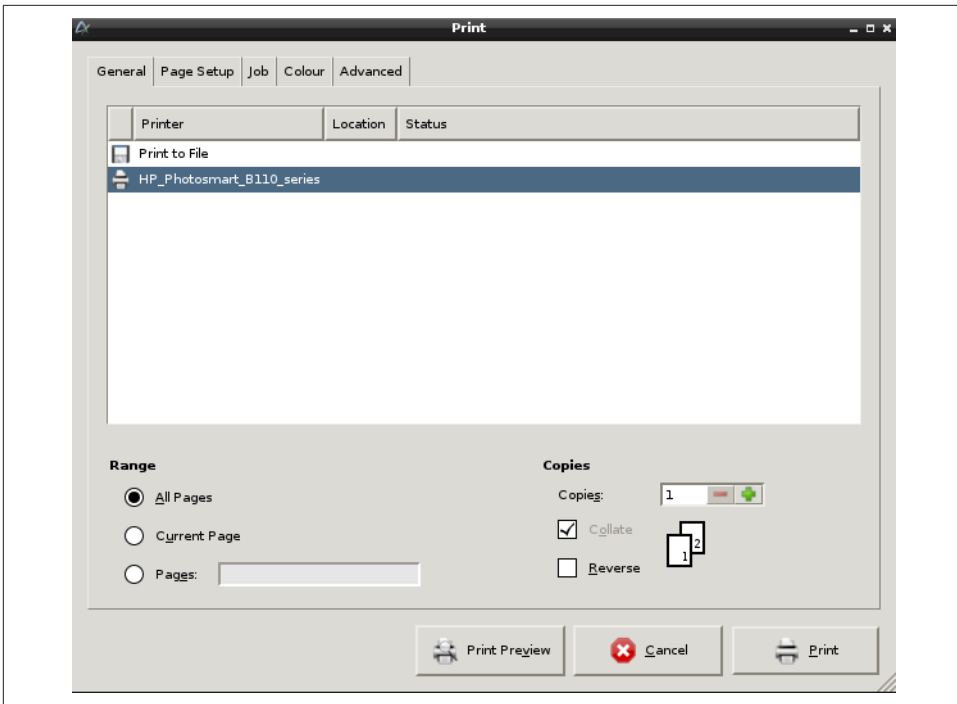 Print
General Page Setup Job Colour Advanced
Printer Location Status
Print to File
HP_Photosmart_B110_series
Range
All Pages
Current Page
Pages:
Copies
Copies: 1
Collate
Reverse
1 2
Print Preview Cancel Print